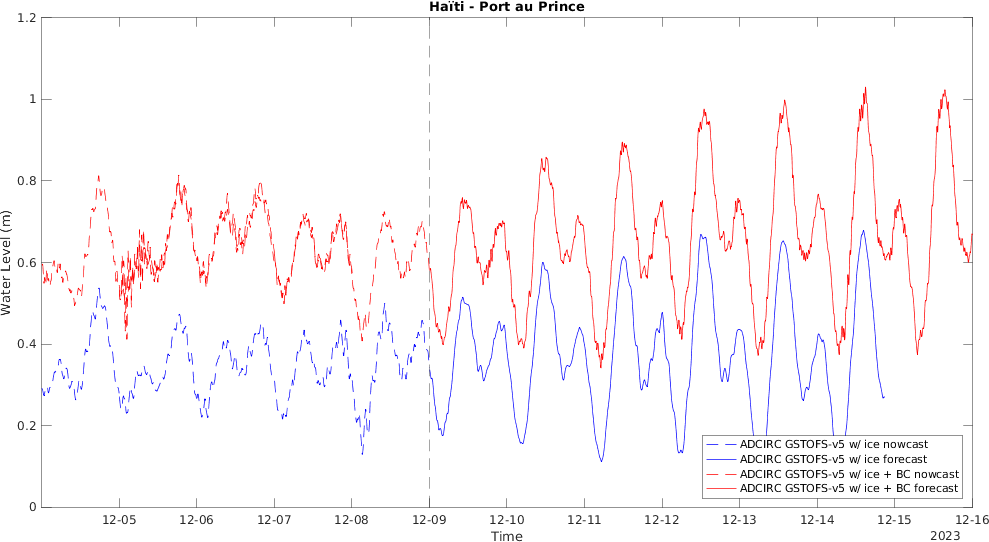 Haïti - Port au Prince
1.2
1
0.8
0.6
0.4
0.2
0
Water Level (m)
12-05 12-06 12-07 12-08 12-09 12-10 12-11 12-12 12-13 12-14 12-15 12-16
Time
2023
ADCIRC GSTOFS-v5 w/ ice nowcast
ADCIRC GSTOFS-v5 w/ ice forecast
ADCIRC GSTOFS-v5 w/ ice + BC nowcast
ADCIRC GSTOFS-v5 w/ ice + BC forecast